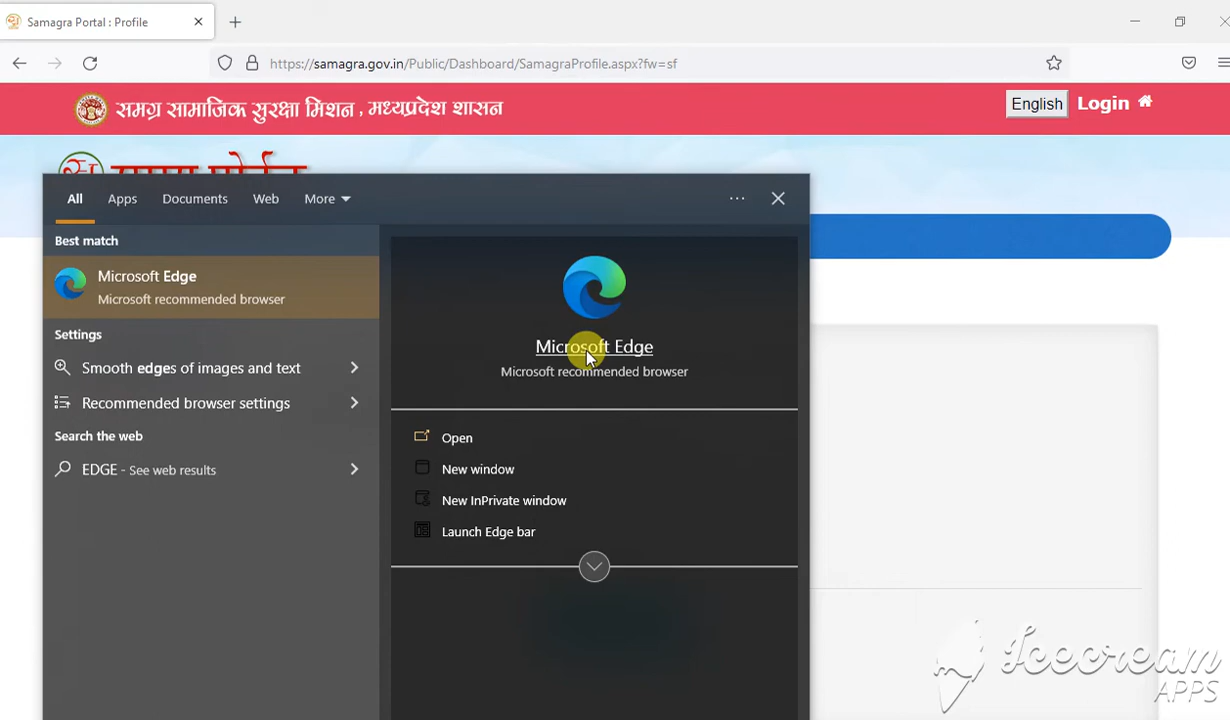 Samagra Portal : Profile
https://samagra.gov.in/Public/Dashboard/SamagraProfile.aspx?fw=sf
समग्र सामाजिक सुरक्षा मिशन , मध्यप्रदेश शासन
English Login
All Apps Documents Web More
Best match
Microsoft Edge
Microsoft recommended browser
Settings
Smooth edges of images and text
Recommended browser settings
Search the web
EDGE - See web results
Microsoft Edge
Microsoft recommended browser
Open
New window
New InPrivate window
Launch Edge bar
Icecream
APPS